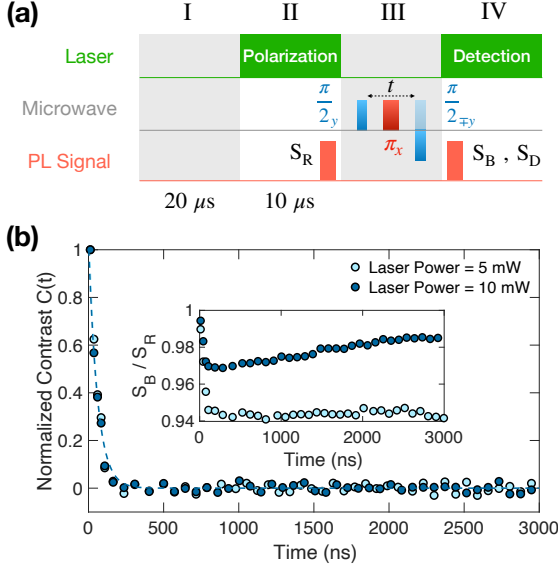 (a)
I II III IV
Laser Polarization Detection
Microwave π/2 y t π/2 ∓y
πx
PL Signal SR SB , SD
20 μs 10 μs
(b)
Normalized Contrast C(t)
1
0.8
0.6
0.4
0.2
0
0 500 1000 1500 2000 2500 3000
Time (ns)
Laser Power = 5 mW
Laser Power = 10 mW
SB / SR
0.98
0.96
0.94
0 1000 2000 3000
Time (ns)